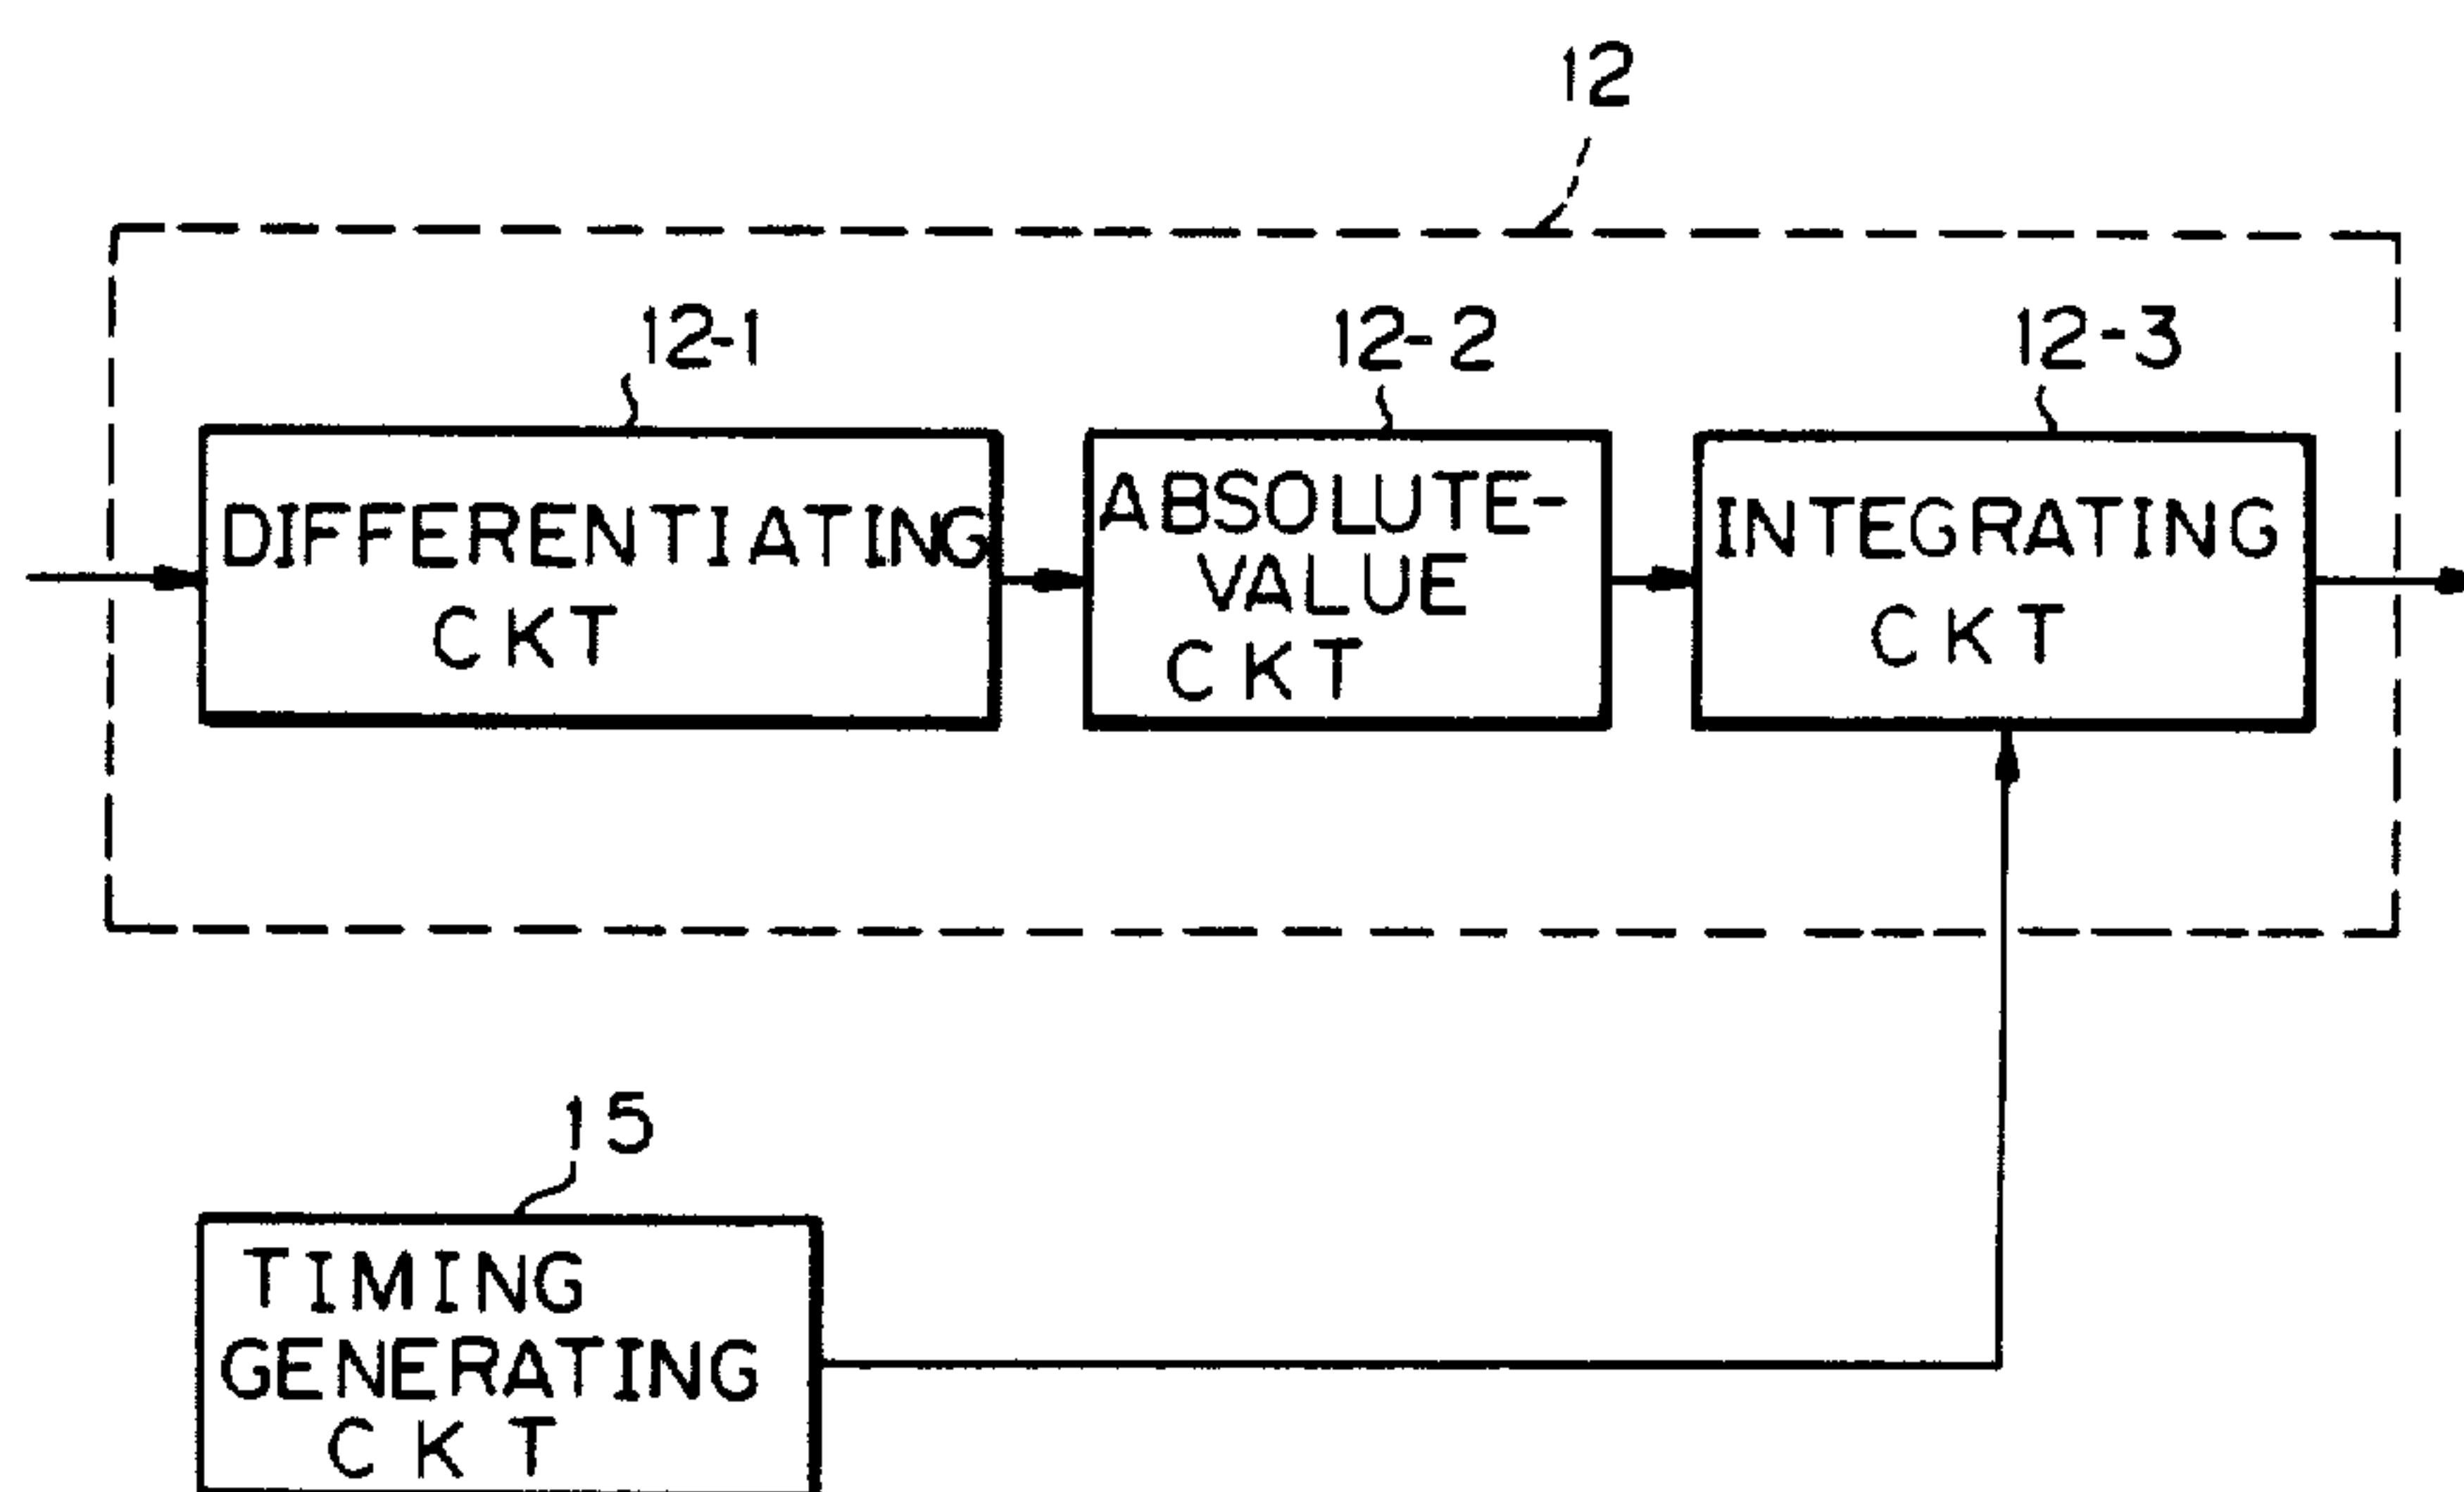 12
12-1
12-2
12-3
DIFFERENTIATING
CKT
ABSOLUTE-
VALUE
CKT
INTEGRATING
CKT
15
TIMING
GENERATING
CKT